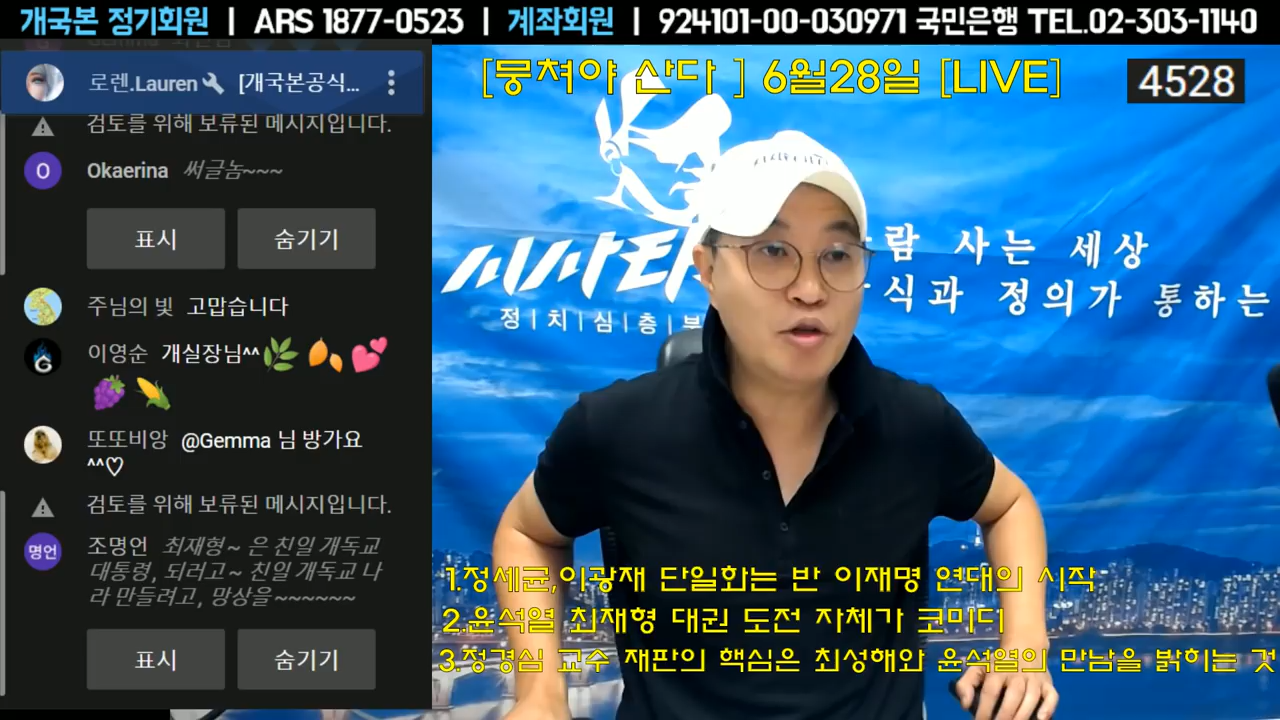 개국본 정기회원 | ARS 1877-0523 | 계좌회원 | 924101-00-030971 국민은행 TEL.02-303-1140
로렌.Lauren [개국본공식...
검토를 위해 보류된 메시지입니다.
Okaerina 써글놈~~~
표시 숨기기
주님의 빛 고맙습니다
이영순 개실장님^^
또또비앙 @Gemma 님 방가요
^^♡
검토를 위해 보류된 메시지입니다.
명언 조명언 최재형~ 은 친일 개독교
대통령, 되러고~ 친일 개독교 나
라 만들려고, 망상을~~~~~~
표시 숨기기
[뭉쳐야 산다 ] 6월28일 [LIVE]
4528
시사타
정|치|심|층|분
람 사는 세상
식과 정의가 통하는
1.정세균,이광재 단일화는 반 이재명 연대의 시작
2.윤석열 최재형 대권 도전 자체가 코미디
3.정경심 교수 재판의 핵심은 최성해와 윤석열의 만남을 밝히는 것